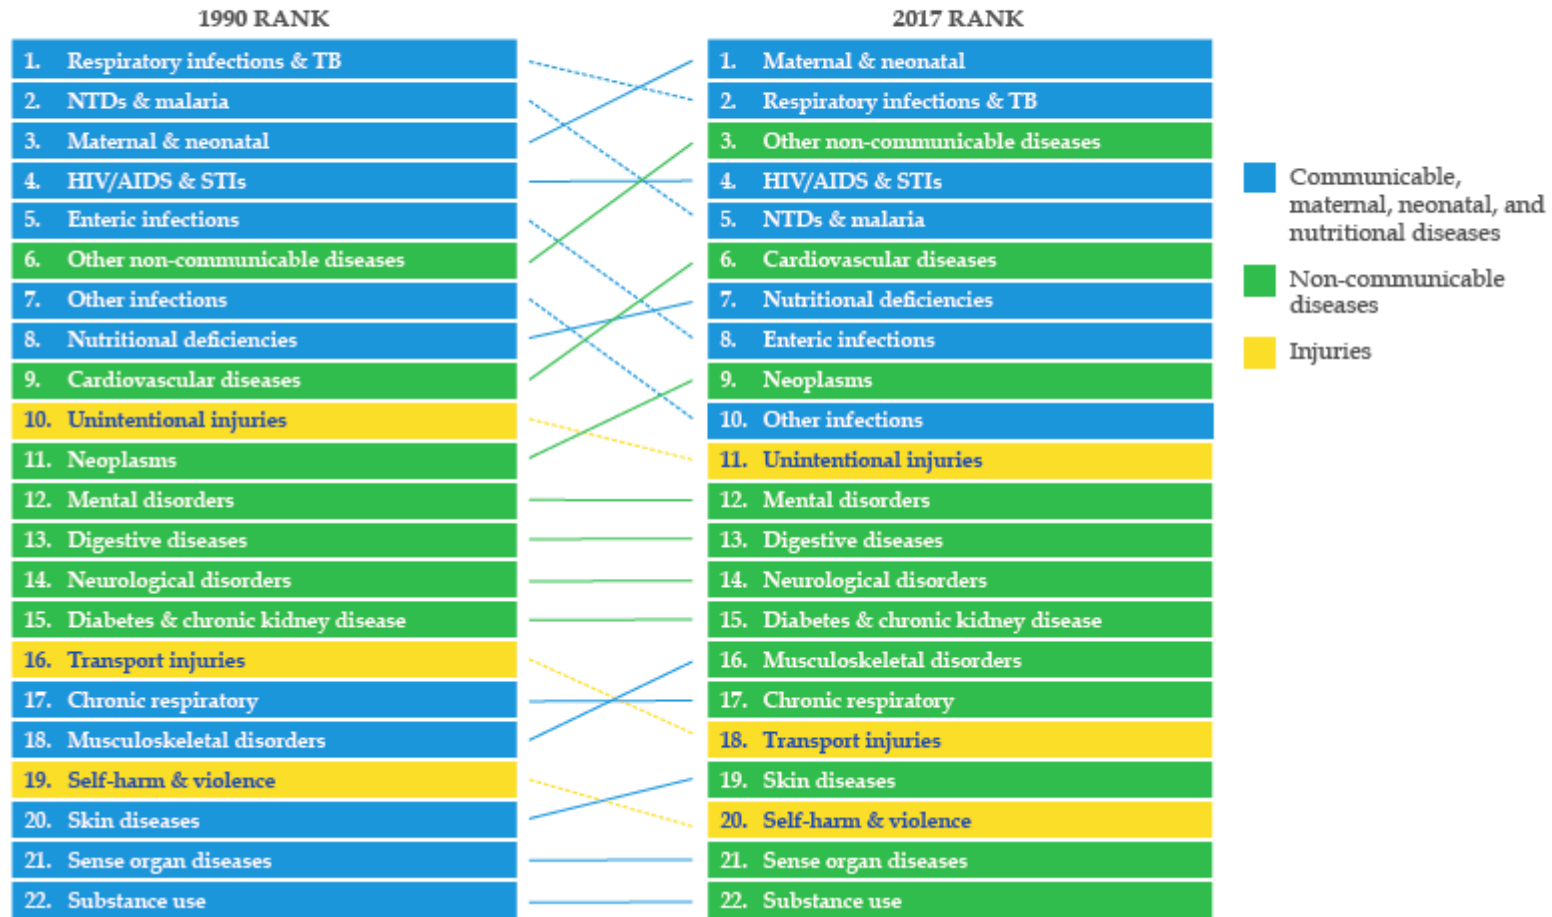 1990 RANK
1. Respiratory infections & TB
2. NTDs & malaria
3. Maternal & neonatal
4. HIV/AIDS & STIs
5. Enteric infections
6. Other non-communicable diseases
7. Other infections
8. Nutritional deficiencies
9. Cardiovascular diseases
10. Unintentional injuries
11. Neoplasms
12. Mental disorders
13. Digestive diseases
14. Neurological disorders
15. Diabetes & chronic kidney disease
16. Transport injuries
17. Chronic respiratory
18. Musculoskeletal disorders
19. Self-harm & violence
20. Skin diseases
21. Sense organ diseases
22. Substance use
2017 RANK
1. Maternal & neonatal
2. Respiratory infections & TB
3. Other non-communicable diseases
4. HIV/AIDS & STIs
5. NTDs & malaria
6. Cardiovascular diseases
7. Nutritional deficiencies
8. Enteric infections
9. Neoplasms
10. Other infections
11. Unintentional injuries
12. Mental disorders
13. Digestive diseases
14. Neurological disorders
15. Diabetes & chronic kidney disease
16. Musculoskeletal disorders
17. Chronic respiratory
18. Transport injuries
19. Skin diseases
20. Self-harm & violence
21. Sense organ diseases
22. Substance use
Communicable,
maternal, neonatal, and
nutritional diseases
Non-communicable
diseases
Injuries